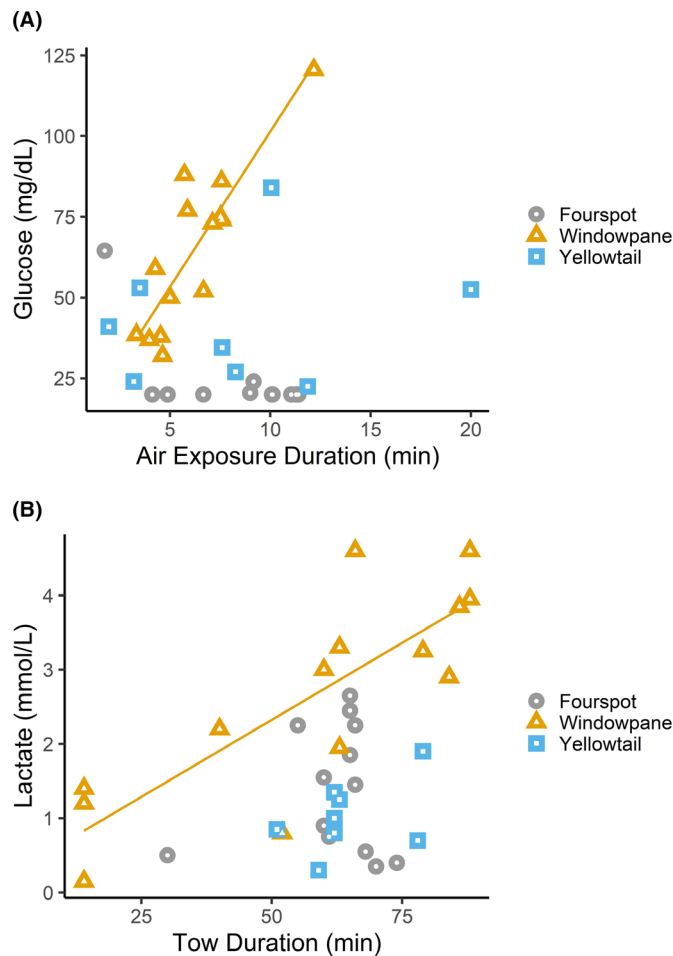 (A)
125
100
75
50
25
Glucose (mg/dL)
5 10 15 20
Air Exposure Duration (min)
Fourspot
Windowpane
Yellowtail
(B)
4
3
2
1
0
Lactate (mmol/L)
25 50 75
Tow Duration (min)
Fourspot
Windowpane
Yellowtail